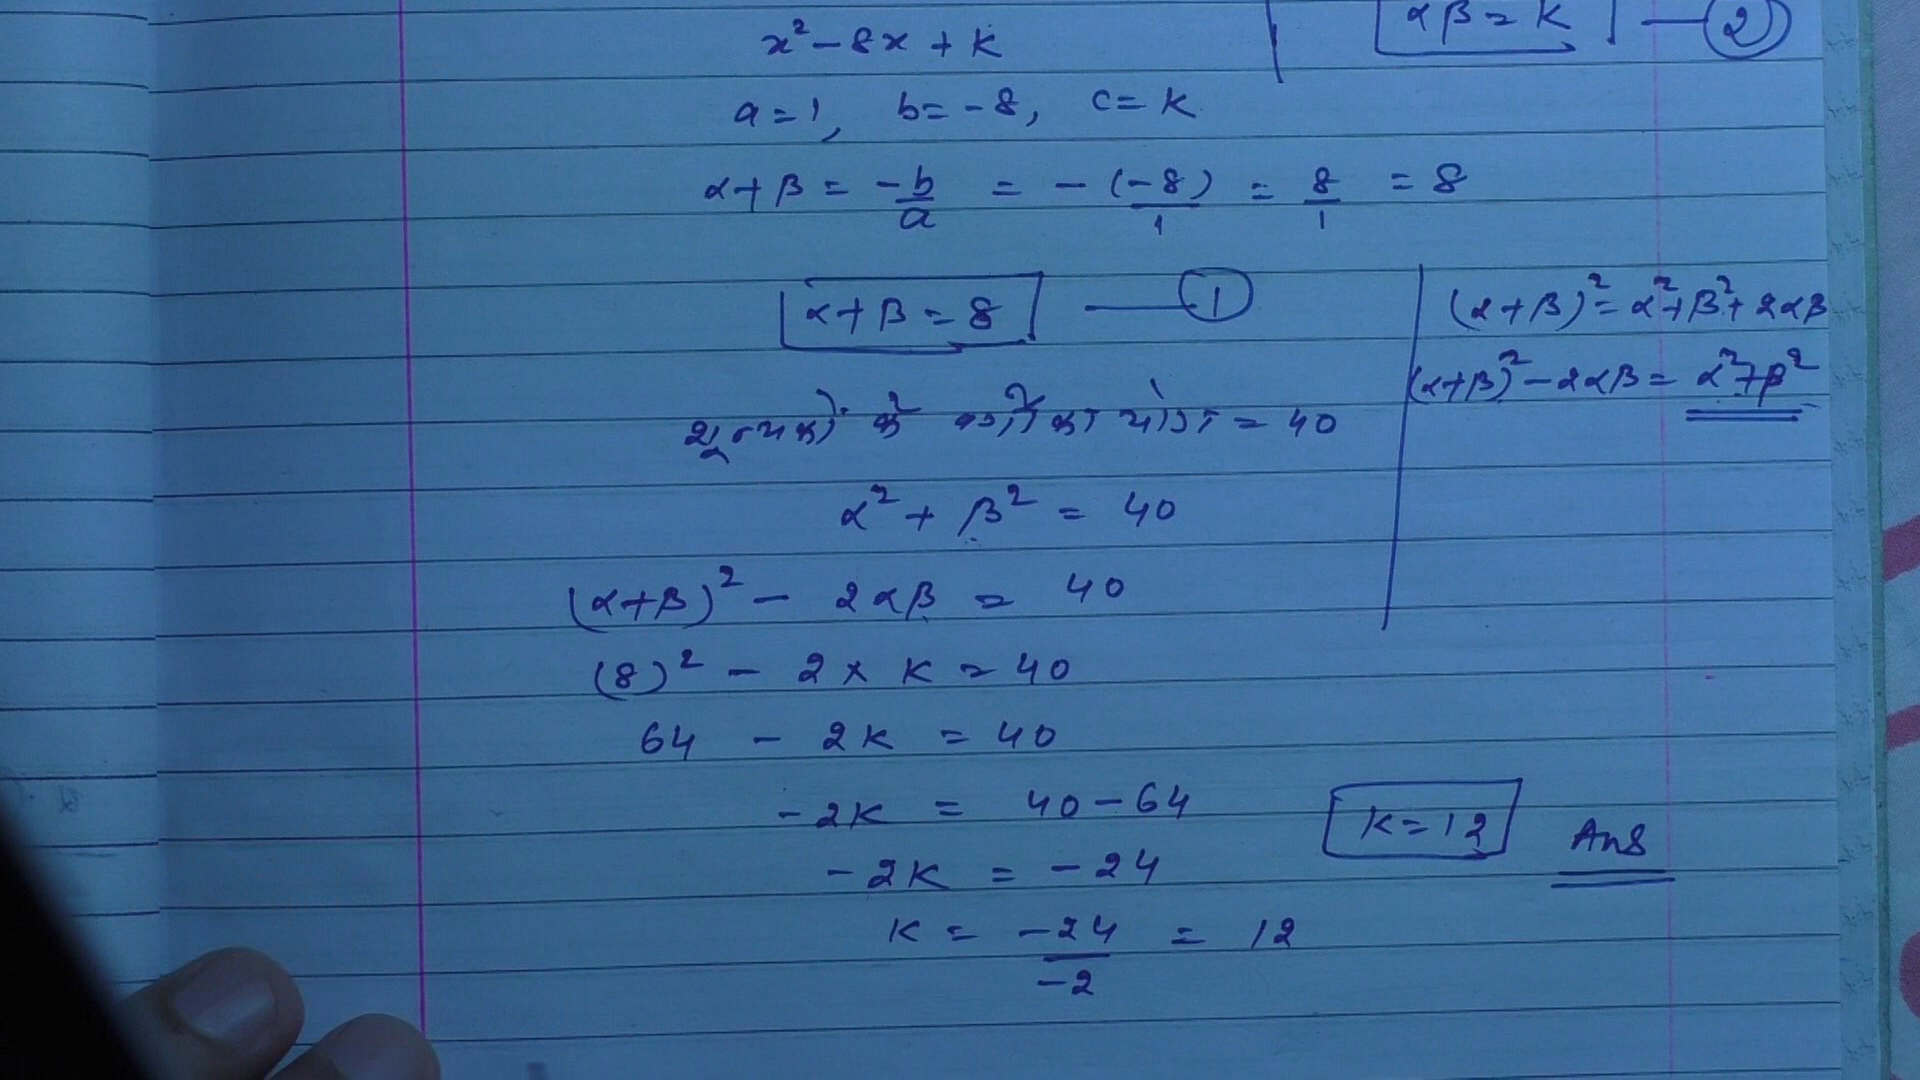 x² - 8x + k
αβ = k — ②
a = 1, b = -8, c = k
α + β = -b/a = -(-8)/1 = 8/1 = 8
α + β = 8 — ①
(α + β)² = α² + β² + 2αβ
(α + β)² - 2αβ = α² + β²
शून्यकों के वर्गों का योग = 40
α² + β² = 40
(α + β)² - 2αβ = 40
(8)² - 2 × k = 40
64 - 2k = 40
-2k = 40 - 64
-2k = -24
k = -24/-2 = 12
k = 12 Ans